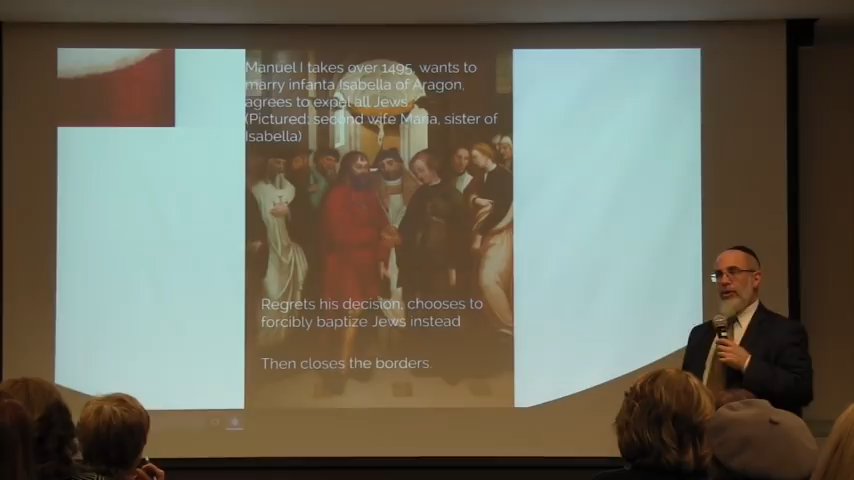 Manuel I takes over 1495, wants to
marry infanta Isabella of Aragon,
agrees to expel all Jews
(Pictured: second wife Maria, sister of
Isabella)
Regrets his decision, chooses to
forcibly baptize Jews instead
Then closes the borders.